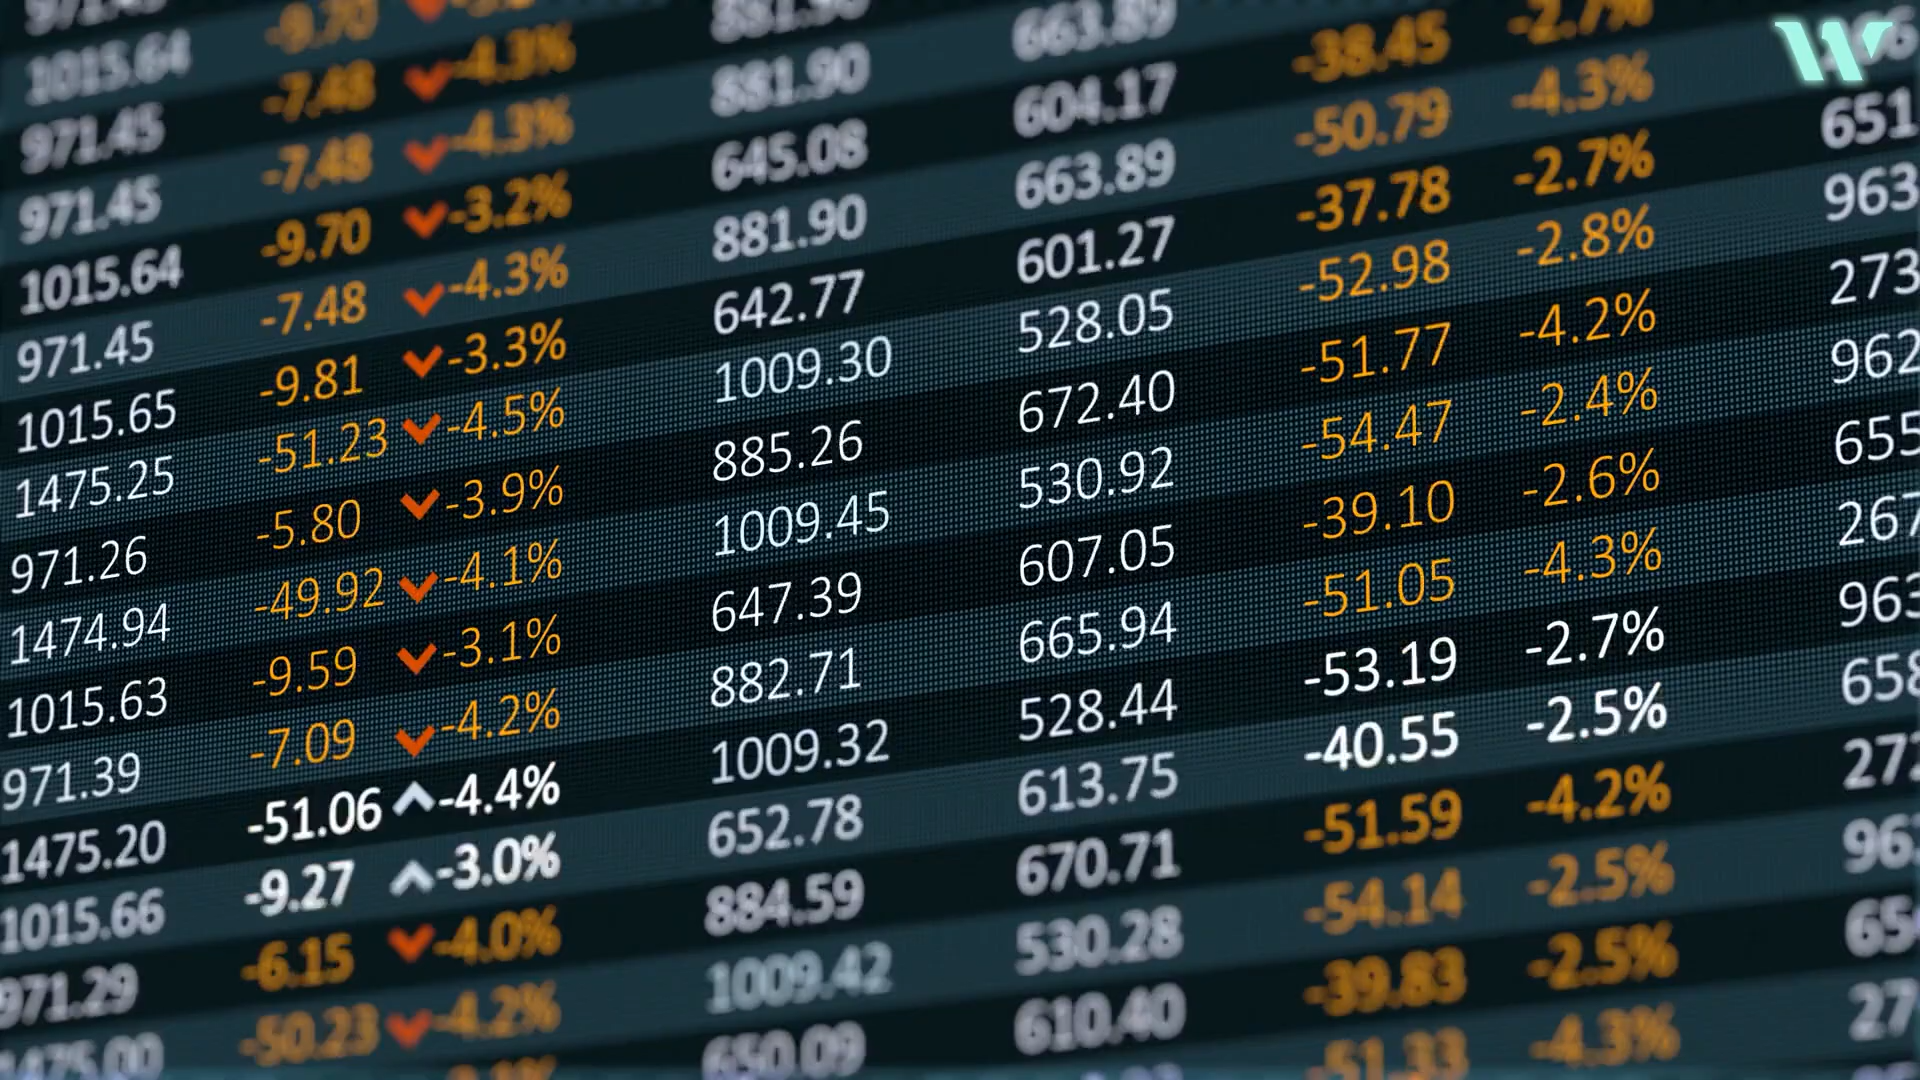 1015.64 -9.70 881.90 663.89 -38.45 -2.7%
971.45 -7.48 -4.3% 881.90 604.17 -50.79 -4.3% 651
971.45 -7.48 -4.3% 645.08 663.89 -37.78 -2.7% 963
1015.64 -9.70 -3.2% 881.90 601.27 -52.98 -2.8% 273
971.45 -7.48 -4.3% 642.77 528.05 -51.77 -4.2% 962
1015.65 -9.81 -3.3% 1009.30 672.40 -54.47 -2.4% 655
1475.25 -51.23 -4.5% 885.26 530.92 -39.10 -2.6% 267
971.26 -5.80 -3.9% 1009.45 607.05 -51.05 -4.3% 963
1474.94 -49.92 -4.1% 647.39 665.94 -53.19 -2.7% 658
1015.63 -9.59 -3.1% 882.71 528.44 -40.55 -2.5% 272
971.39 -7.09 -4.2% 1009.32 613.75 -51.59 -4.2%
1475.20 -51.06 -4.4% 652.78 670.71 -54.14 -2.5%
1015.66 -9.27 -3.0% 884.59 530.28 -39.83 -2.5% 27
971.29 -6.15 -4.0% 1009.42 610.40 -51.33 -4.3%
1475.00 -50.23 -4.2% 650.09
W